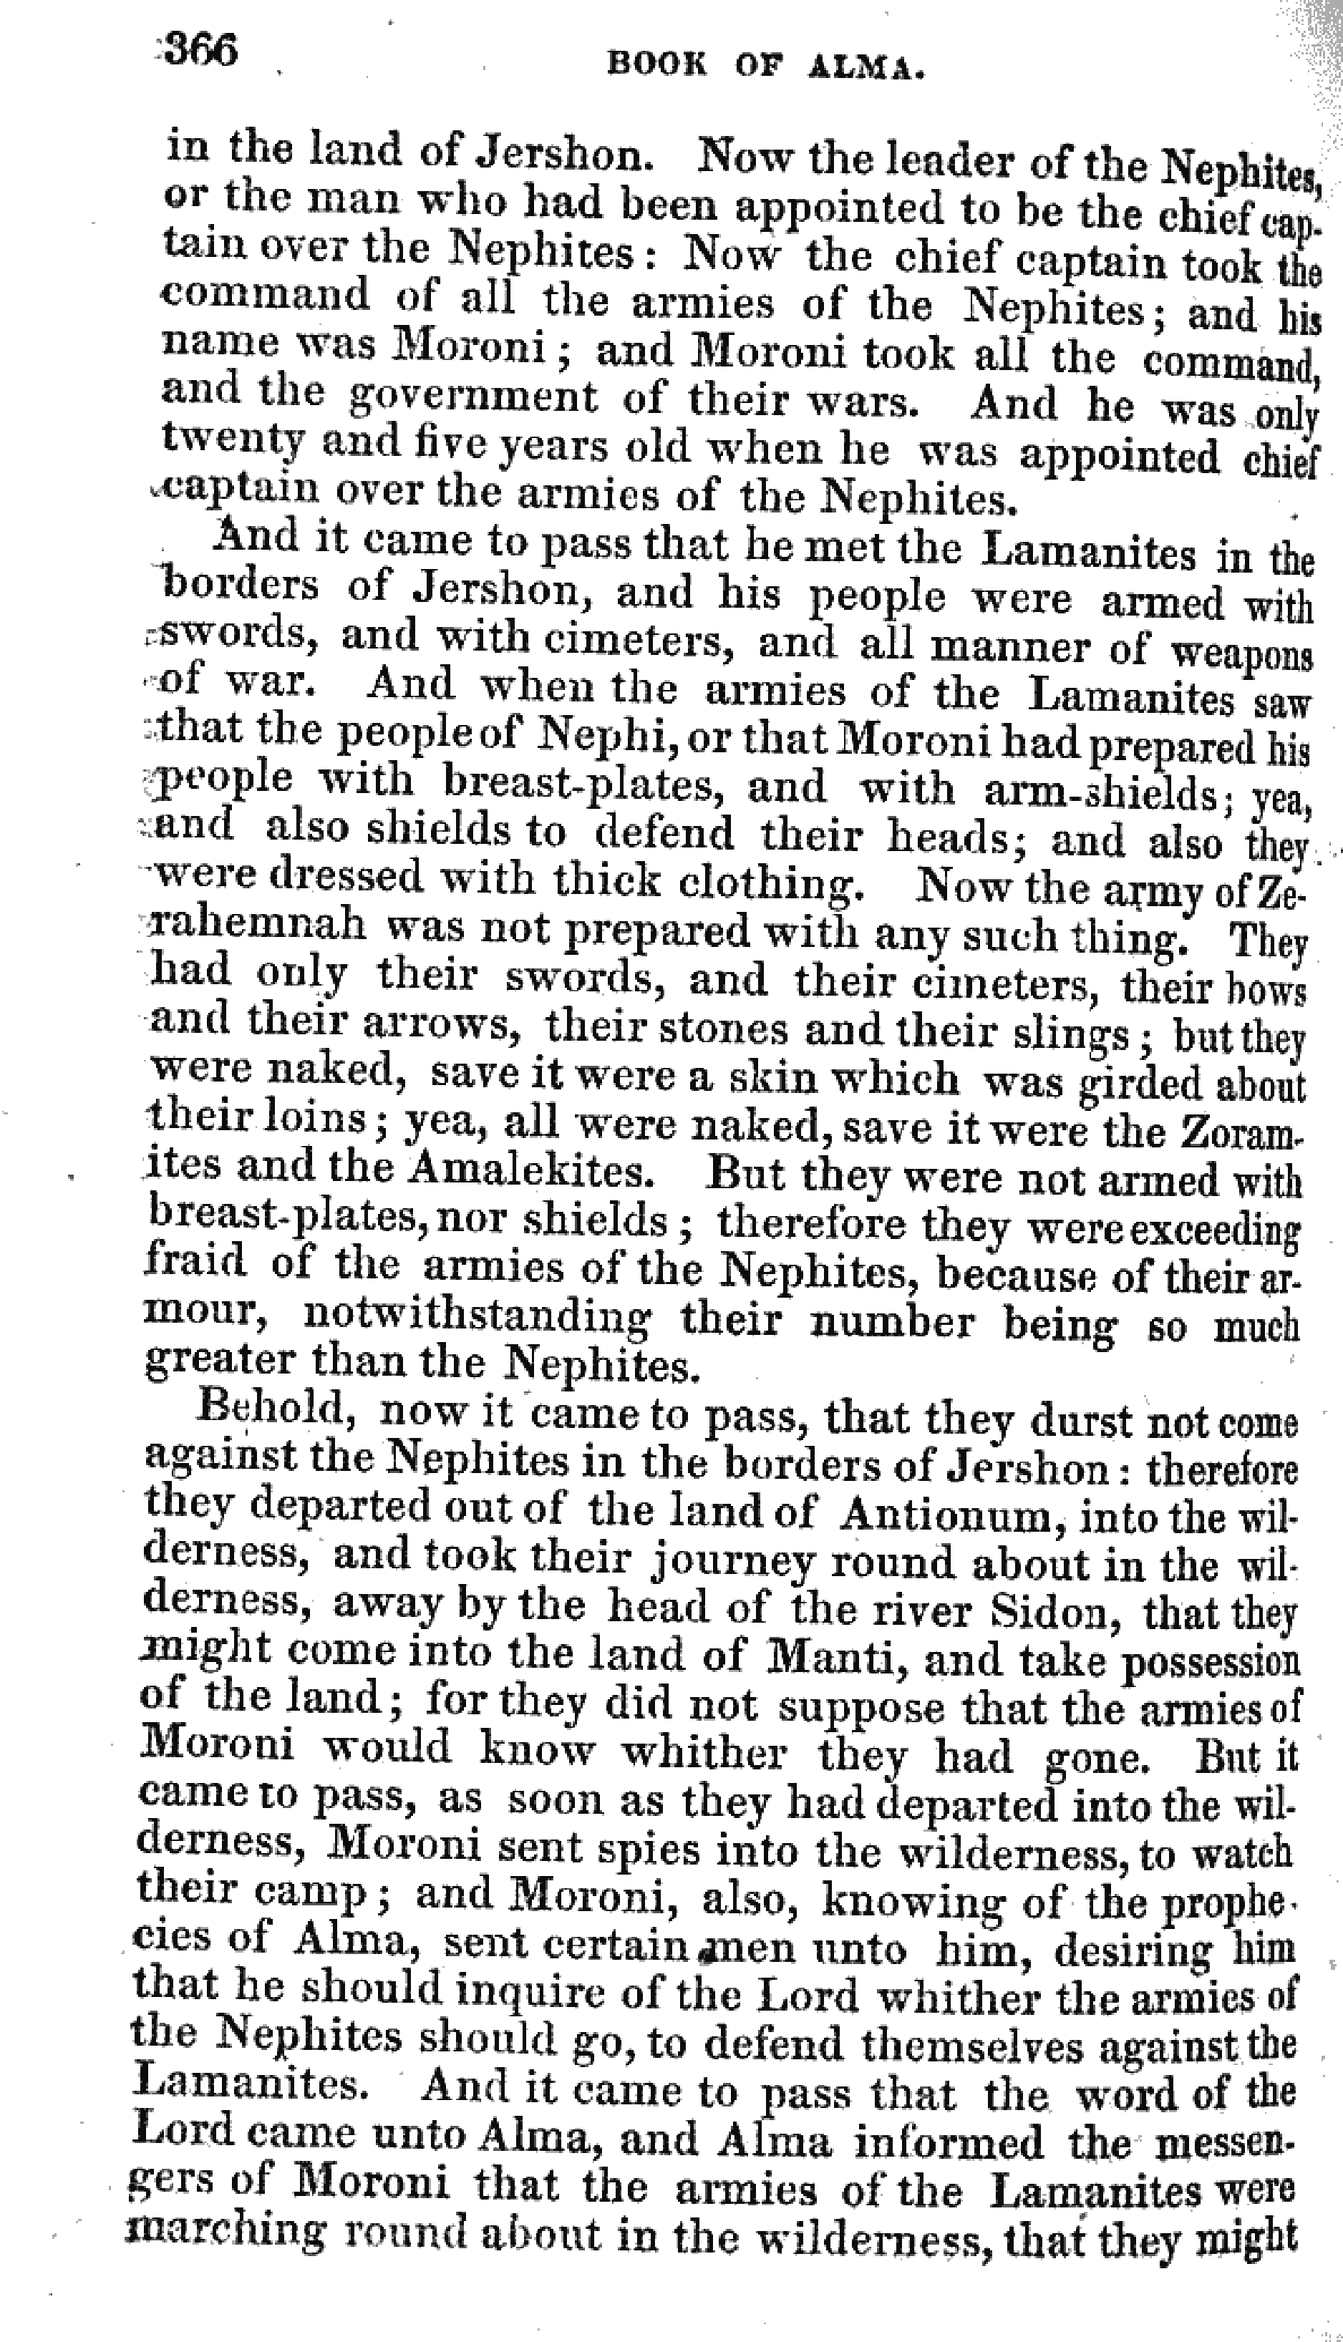 366
BOOK OF ALMA.
in the land of Jershon. Now the leader of the Nephites,
or the man who had been appointed to be the chief cap-
tain over the Nephites: Now the chief captain took the
command of all the armies of the Nephites; and his
name was Moroni; and Moroni took all the command,
and the government of their wars. And he was only
twenty and five years old when he was appointed chief
captain over the armies of the Nephites.
And it came to pass that he met the Lamanites in the
borders of Jershon, and his people were armed with
swords, and with cimeters, and all manner of weapons
of war. And when the armies of the Lamanites saw
that the people of Nephi, or that Moroni had prepared his
people with breast-plates, and with arm-shields; yea,
and also shields to defend their heads; and also they
were dressed with thick clothing. Now the army of Ze-
rahemnah was not prepared with any such thing. They
had only their swords, and their cimeters, their bows
and their arrows, their stones and their slings; but they
were naked, save it were a skin which was girded about
their loins; yea, all were naked, save it were the Zoram-
ites and the Amalekites. But they were not armed with
breast-plates, nor shields; therefore they were exceeding
fraid of the armies of the Nephites, because of their ar-
mour, notwithstanding their number being so much
greater than the Nephites.
Behold, now it came to pass, that they durst not come
against the Nephites in the borders of Jershon: therefore
they departed out of the land of Antionum, into the wil-
derness, and took their journey round about in the wil-
derness, away by the head of the river Sidon, that they
might come into the land of Manti, and take possession
of the land; for they did not suppose that the armies of
Moroni would know whither they had gone. But it
came to pass, as soon as they had departed into the wil-
derness, Moroni sent spies into the wilderness, to watch
their camp; and Moroni, also, knowing of the prophe-
cies of Alma, sent certain men unto him, desiring him
that he should inquire of the Lord whither the armies of
the Nephites should go, to defend themselves against the
Lamanites. And it came to pass that the word of the
Lord came unto Alma, and Alma informed the messen-
gers of Moroni that the armies of the Lamanites were
marching round about in the wilderness, that they might